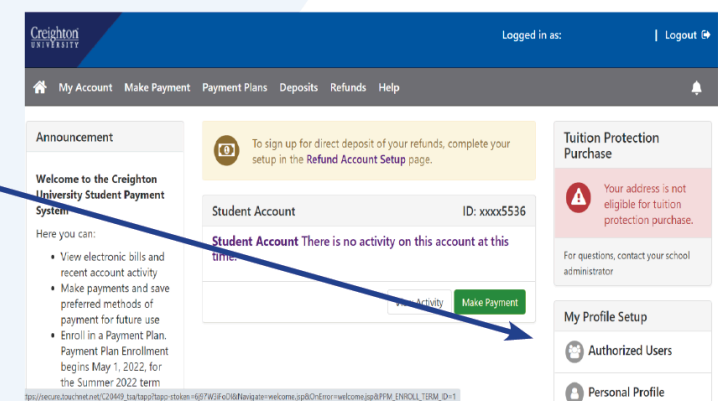 Creighton
UNIVERSITY
Logged in as: | Logout
My Account Make Payment Payment Plans Deposits Refunds Help
Announcement
Welcome to the Creighton
University Student Payment
System
Here you can:
• View electronic bills and
recent account activity
• Make payments and save
preferred methods of
payment for future use
• Enroll in a Payment Plan.
Payment Plan Enrollment
begins May 1, 2022, for
the Summer 2022 term
To sign up for direct deposit of your refunds, complete your
setup in the Refund Account Setup page.
Student Account ID: xxxx5536
Student Account There is no activity on this account at this
time.
Activity Make Payment
Tuition Protection
Purchase
Your address is not
eligible for tuition
protection purchase.
For questions, contact your school
administrator
My Profile Setup
Authorized Users
Personal Profile